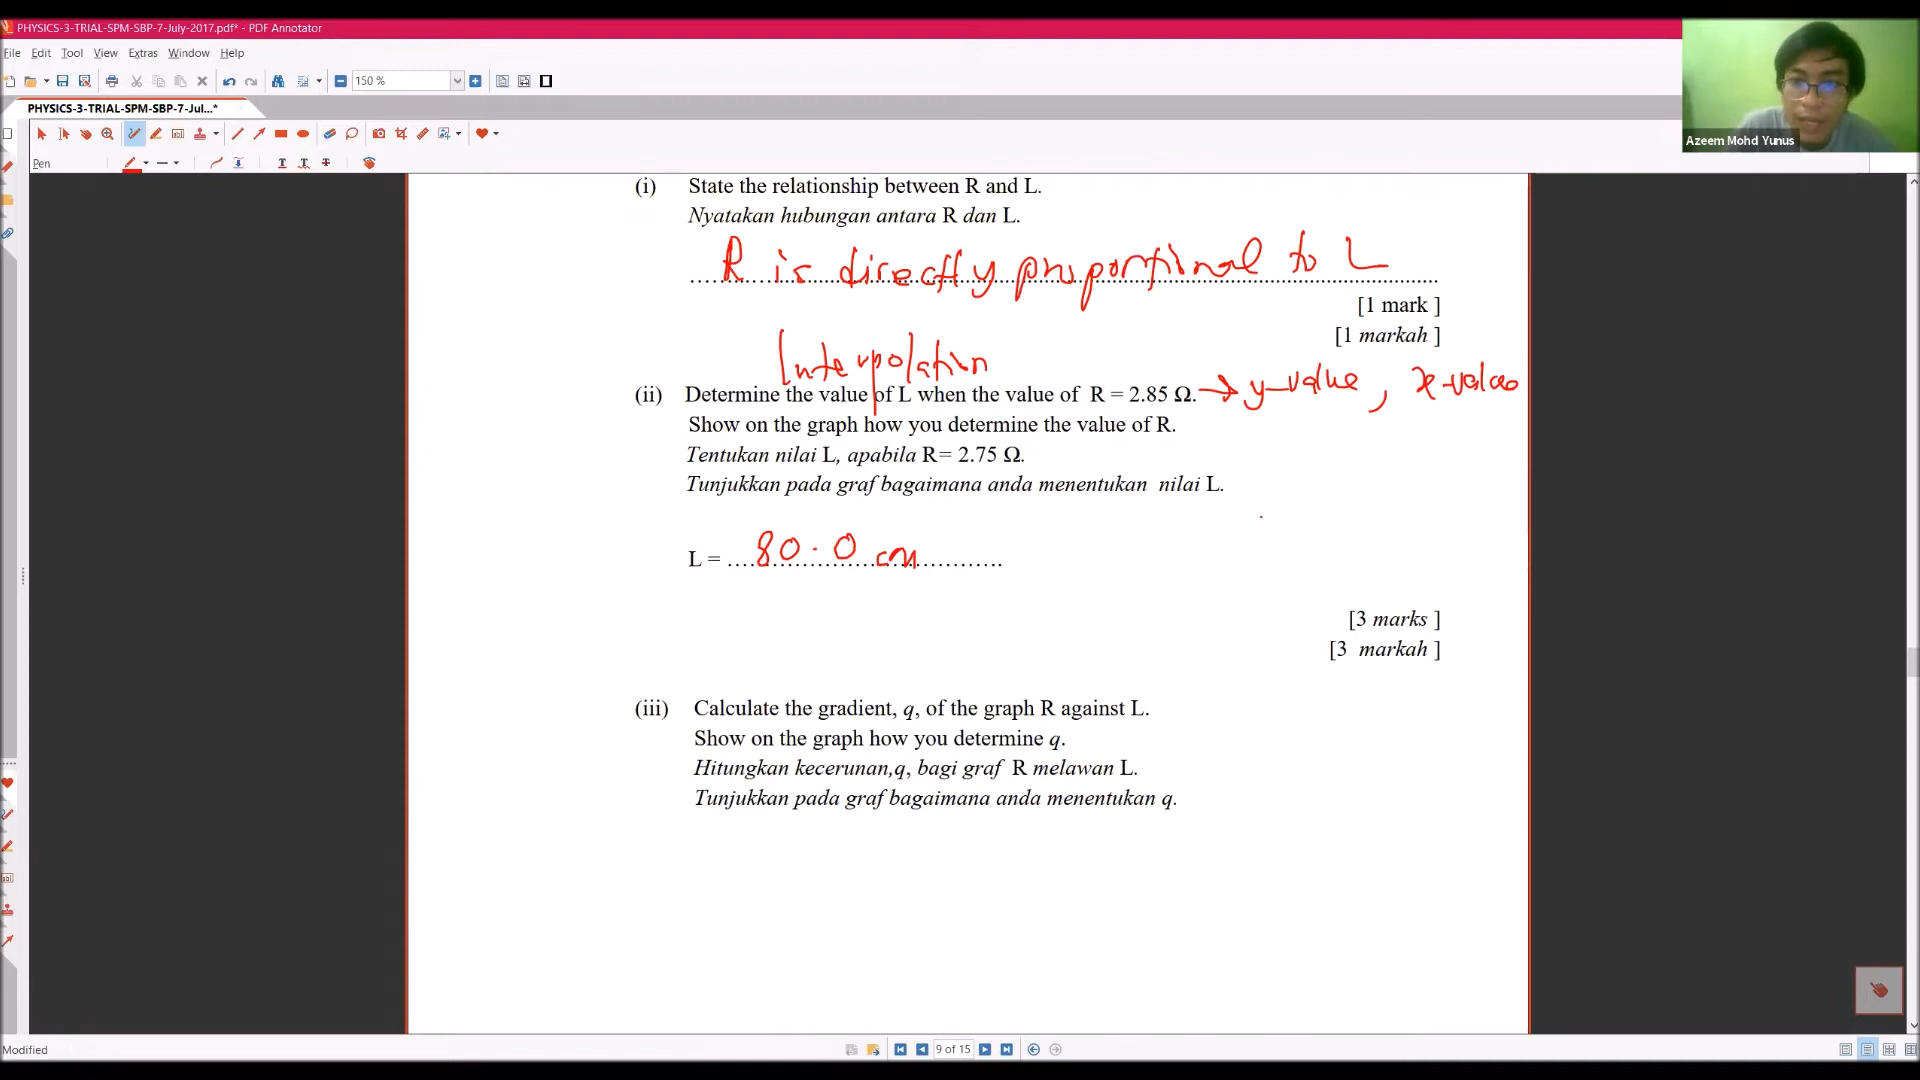 PHYSICS-3-TRIAL-SPM-SBP-7-July-2017.pdf* - PDF Annotator
File Edit Tool View Extras Window Help
150 %
PHYSICS-3-TRIAL-SPM-SBP-7-Jul...*
Pen
Azeem Mohd Yunus
(i) State the relationship between R and L.
Nyatakan hubungan antara R dan L.
R is directly proportional to L
[1 mark ]
[1 markah ]
Interpolation
(ii) Determine the value of L when the value of R = 2.85 Ω. → y-value, x-value
Show on the graph how you determine the value of R.
Tentukan nilai L, apabila R= 2.75 Ω.
Tunjukkan pada graf bagaimana anda menentukan nilai L.
L = ....80.0 cm....
[3 marks ]
[3 markah ]
(iii) Calculate the gradient, q, of the graph R against L.
Show on the graph how you determine q.
Hitungkan kecerunan,q, bagi graf R melawan L.
Tunjukkan pada graf bagaimana anda menentukan q.
Modified
9 of 15